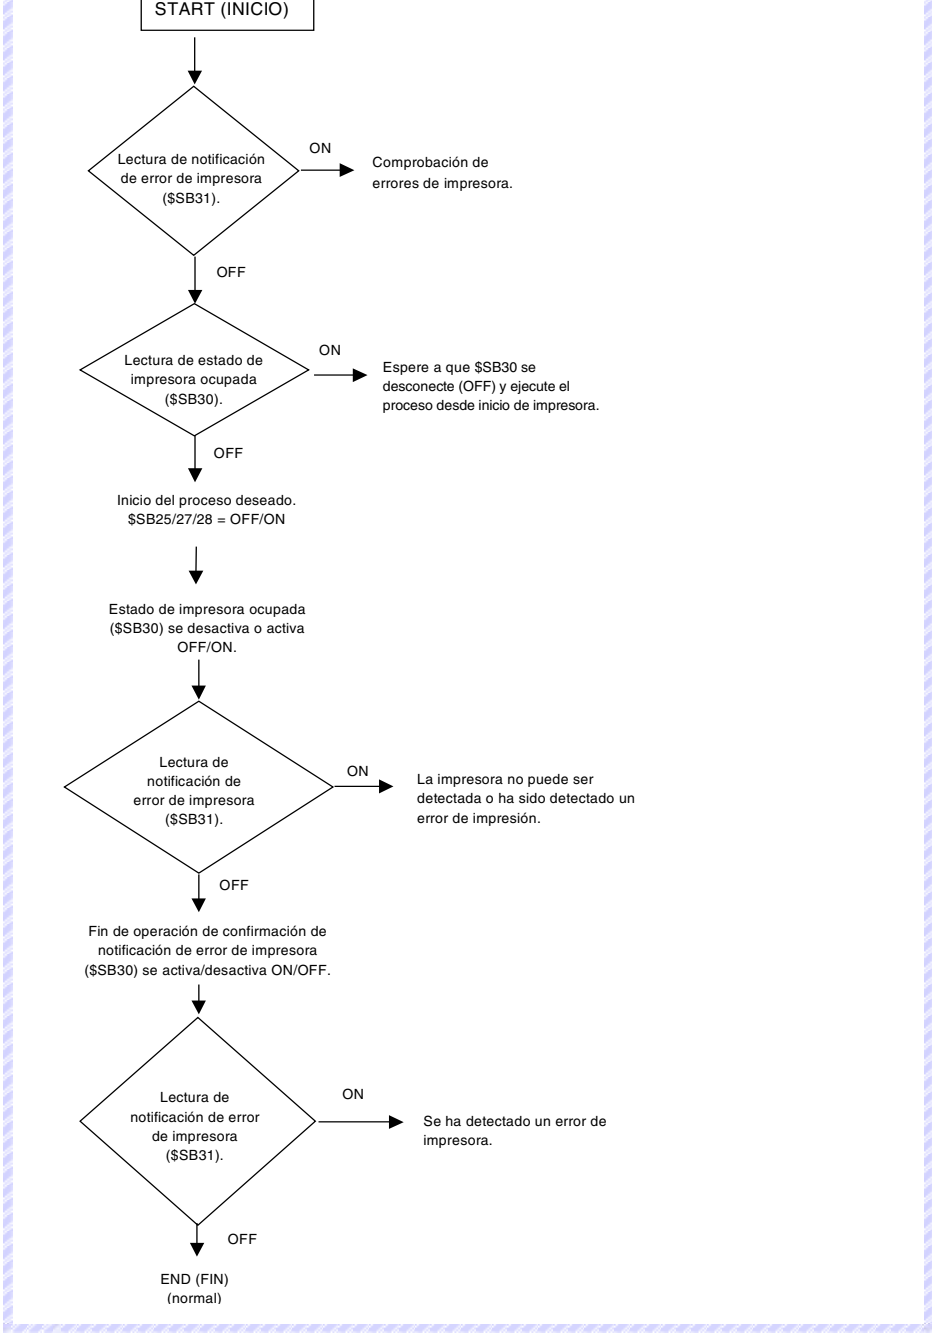 START (INICIO)
ON
Lectura de notificación
de error de impresora
($SB31).
Comprobación de
errores de impresora.
OFF
ON
Lectura de estado de
impresora ocupada
($SB30).
Espere a que $SB30 se
desconecte (OFF) y ejecute el
proceso desde inicio de impresora.
OFF
Inicio del proceso deseado.
$SB25/27/28 = OFF/ON
Estado de impresora ocupada
($SB30) se desactiva o activa
OFF/ON.
Lectura de
notificación de
error de impresora
($SB31).
ON
La impresora no puede ser
detectada o ha sido detectado un
error de impresión.
OFF
Fin de operación de confirmación de
notificación de error de impresora
($SB30) se activa/desactiva ON/OFF.
Lectura de
notificación de error
de impresora
($SB31).
ON
Se ha detectado un error de
impresora.
OFF
END (FIN)
(normal)